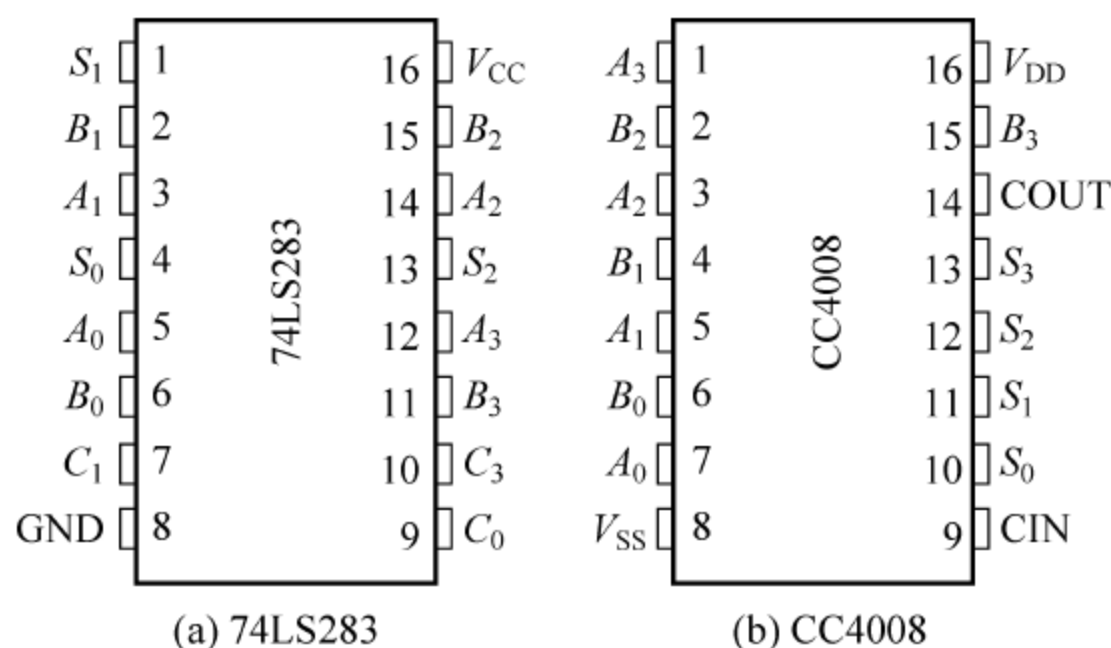 S1 1 16 VCC
B1 2 15 B2
A1 3 14 A2
S0 4 13 S2
A0 5 12 A3
B0 6 11 B3
C1 7 10 C3
GND 8 9 C0
74LS283
(a) 74LS283
A3 1 16 VDD
B2 2 15 B3
A2 3 14 COUT
B1 4 13 S3
A1 5 12 S2
B0 6 11 S1
A0 7 10 S0
VSS 8 9 CIN
CC4008
(b) CC4008